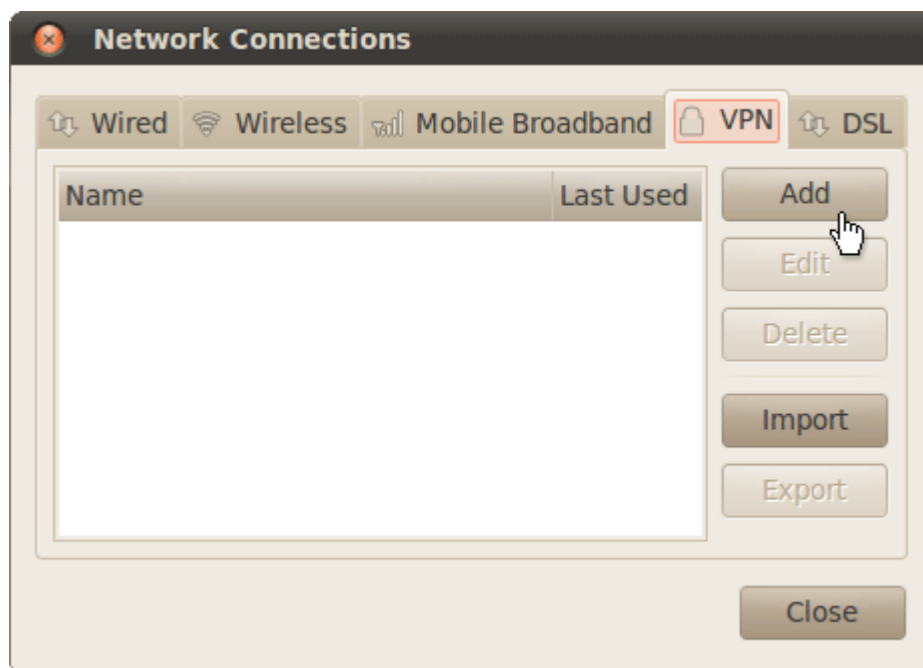 Network Connections
Wired Wireless Mobile Broadband VPN DSL
Name Last Used
Add
Edit
Delete
Import
Export
Close